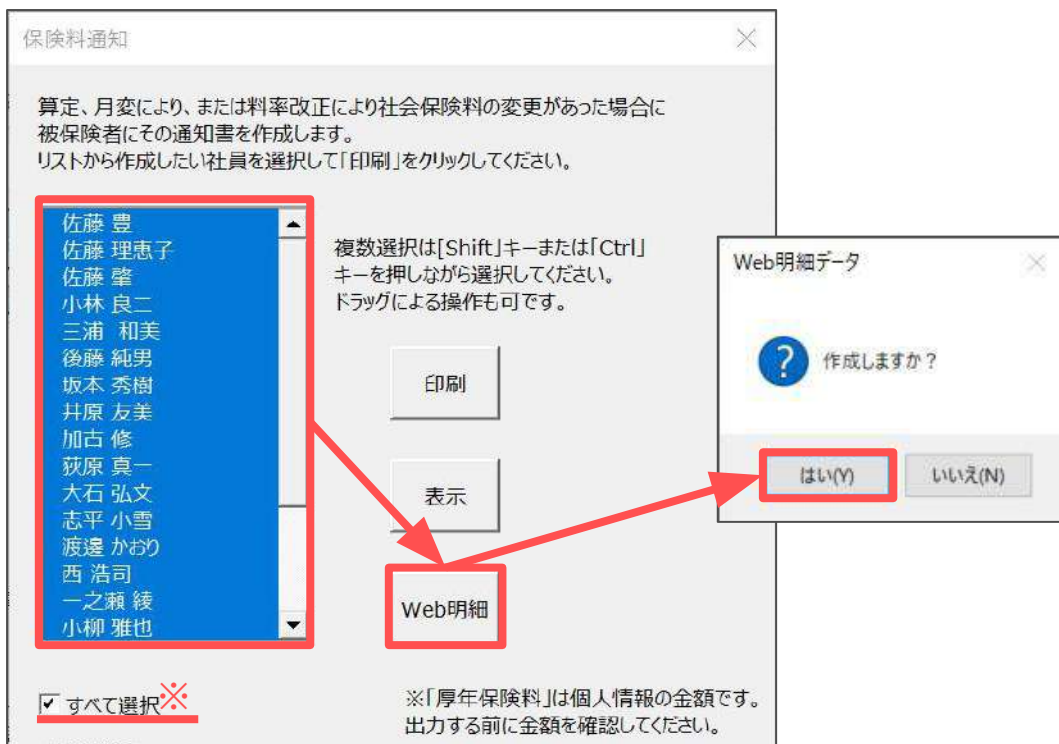 保険料通知
算定、月変により、または料率改正により社会保険料の変更があった場合に
被保険者にその通知書を作成します。
リストから作成したい社員を選択して「印刷」をクリックしてください。
佐藤 豊
佐藤 理恵子
佐藤 肇
小林 良二
三浦　和美
後藤 純男
坂本 秀樹
井原 友美
加古 修
荻原 真一
大石 弘文
志平 小雪
渡邉 かおり
西 浩司
一之瀬 綾
小柳 雅也
複数選択は[Shift」キーまたは「Ctrl」
キーを押しながら選択してください。
ドラッグによる操作も可です。
印刷
表示
Web明細
Web明細データ
作成しますか？
はい(Y)
いいえ(N)
すべて選択※
※「厚年保険料」は個人情報の金額です。
出力する前に金額を確認してください。